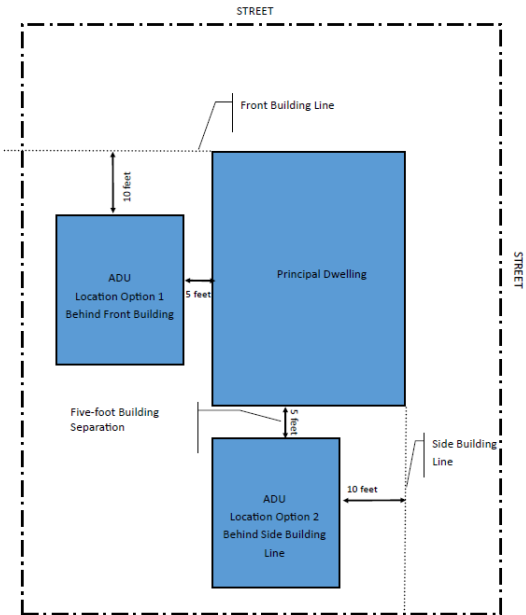 STREET
Front Building Line
10 feet
ADU
Location Option 1
Behind Front Building
5 feet
Principal Dwelling
STREET
Five-foot Building
Separation
5 feet
Side Building
Line
ADU
Location Option 2
Behind Side Building
Line
10 feet